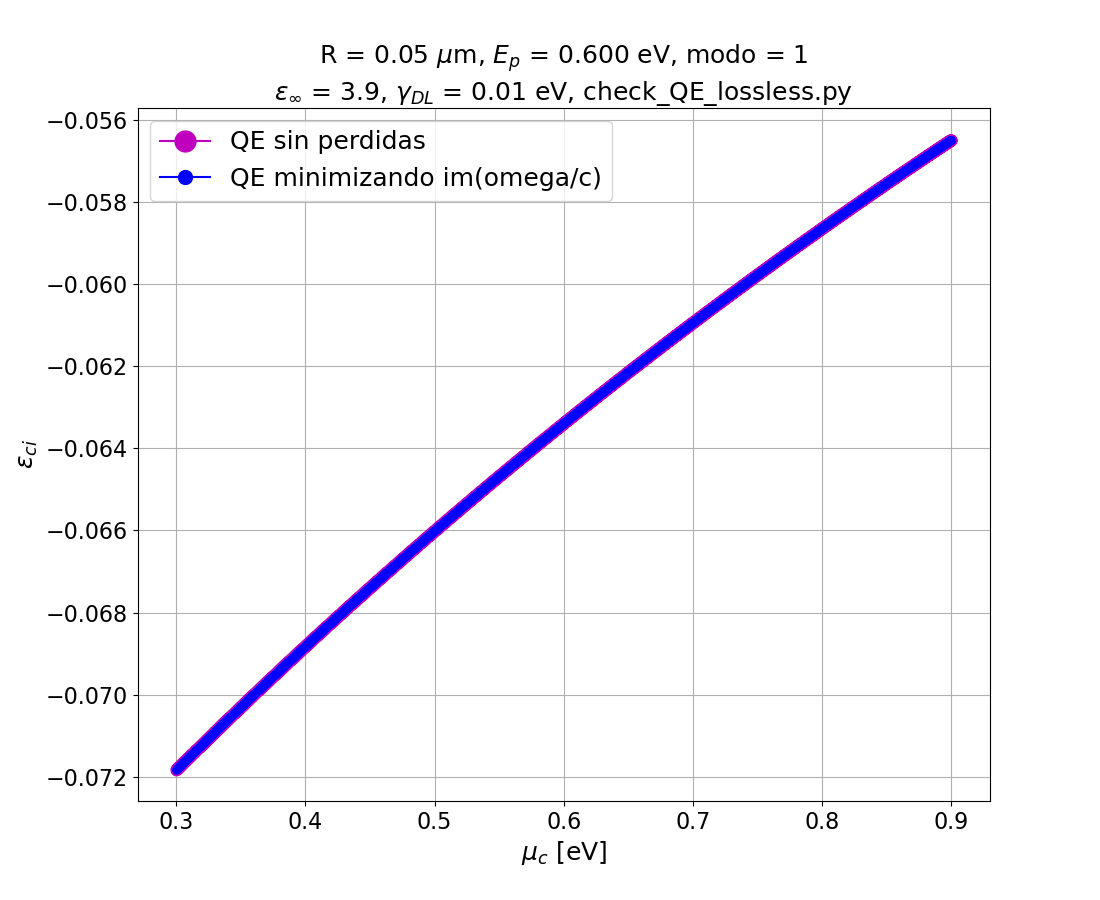 R = 0.05 μm, E_p = 0.600 eV, modo = 1
ε_∞ = 3.9, γ_DL = 0.01 eV, check_QE_lossless.py
QE sin perdidas
QE minimizando im(omega/c)
−0.056
−0.058
−0.060
−0.062
−0.064
−0.066
−0.068
−0.070
−0.072
ε_ci
0.3 0.4 0.5 0.6 0.7 0.8 0.9
μ_c [eV]